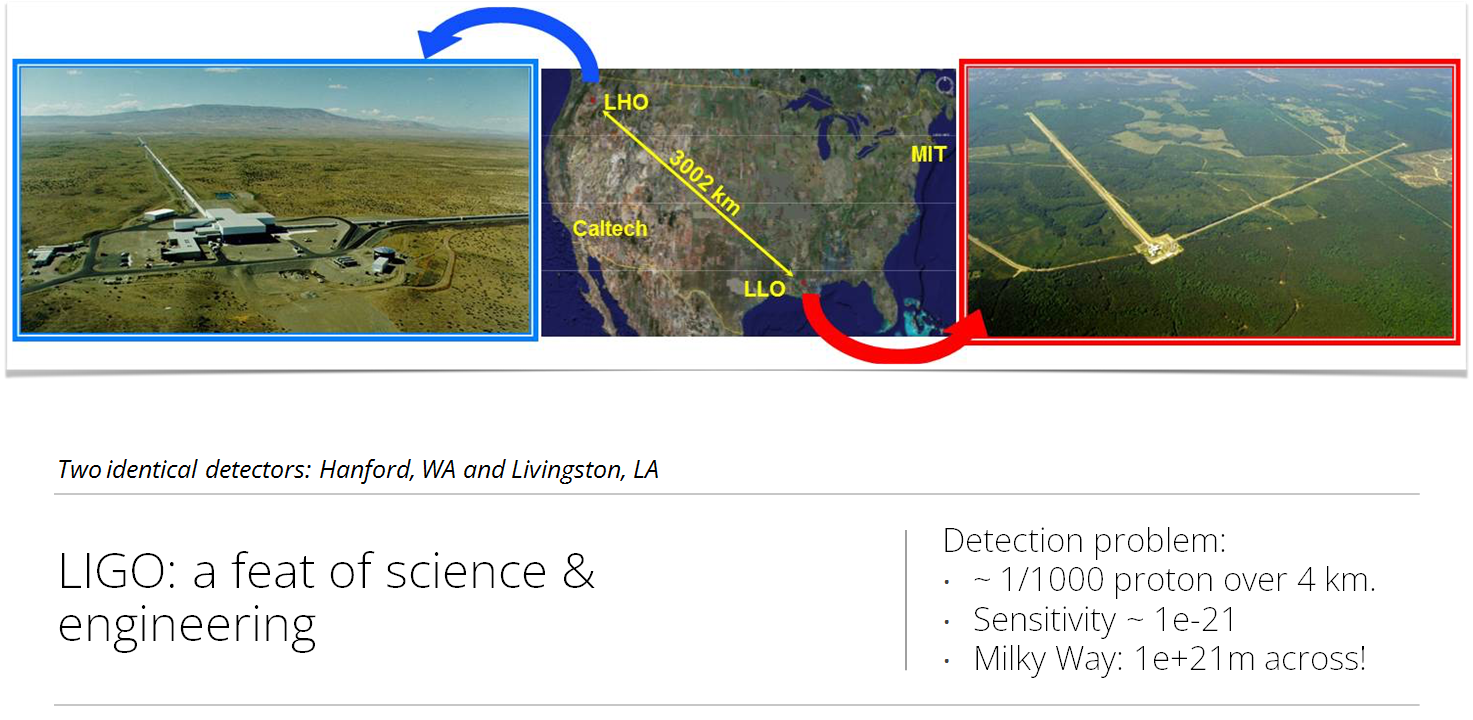 LHO
MIT
3002 km
Caltech
LLO
Two identical detectors: Hanford, WA and Livingston, LA
LIGO: a feat of science &
engineering
Detection problem:
· ~ 1/1000 proton over 4 km.
· Sensitivity ~ 1e-21
· Milky Way: 1e+21m across!